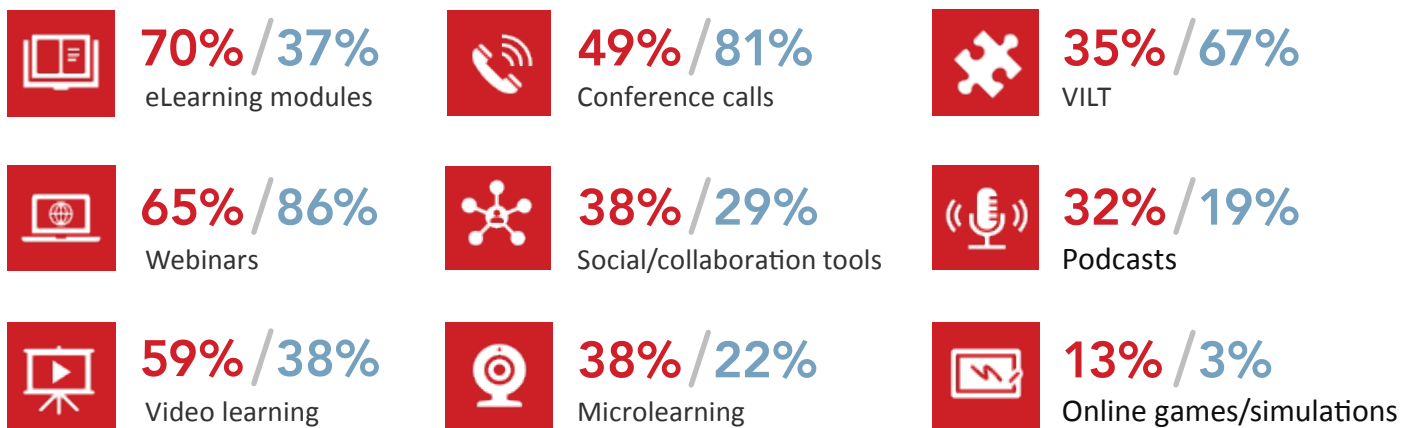 70%/37%
eLearning modules
49%/81%
Conference calls
35%/67%
VILT
65%/86%
Webinars
38%/29%
Social/collaboration tools
32%/19%
Podcasts
59%/38%
Video learning
38%/22%
Microlearning
13%/3%
Online games/simulations